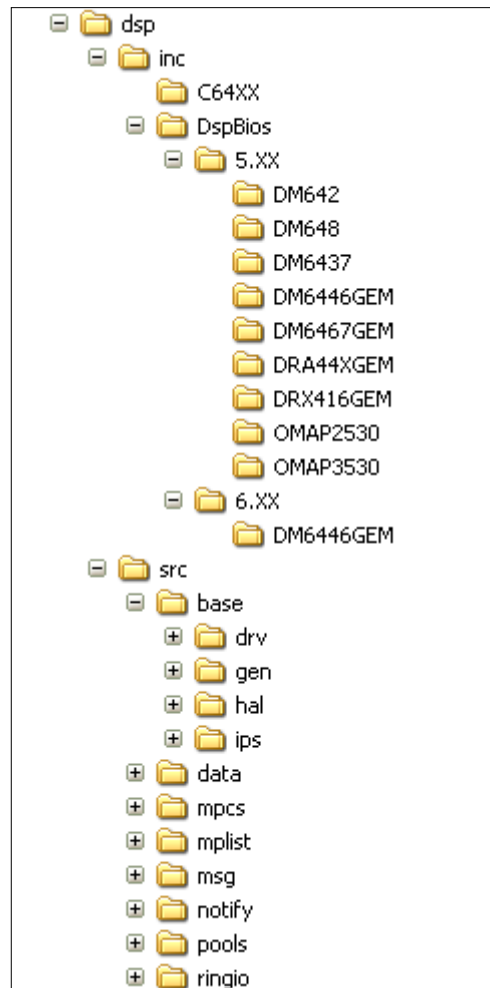 dsp
inc
C64XX
DspBios
5.XX
DM642
DM648
DM6437
DM6446GEM
DM6467GEM
DRA44XGEM
DRX416GEM
OMAP2530
OMAP3530
6.XX
DM6446GEM
src
base
drv
gen
hal
ips
data
mpcs
mplist
msg
notify
pools
ringio